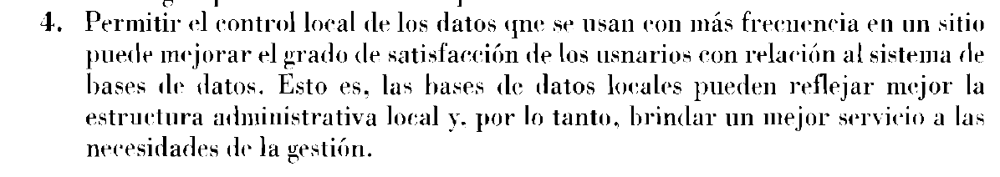 4. Permitir el control local de los datos que se usan con más frecuencia en un sitio
puede mejorar el grado de satisfacción de los usuarios con relación al sistema de
bases de datos. Esto es, las bases de datos locales pueden reflejar mejor la
estructura administrativa local y, por lo tanto, brindar un mejor servicio a las
necesidades de la gestión.